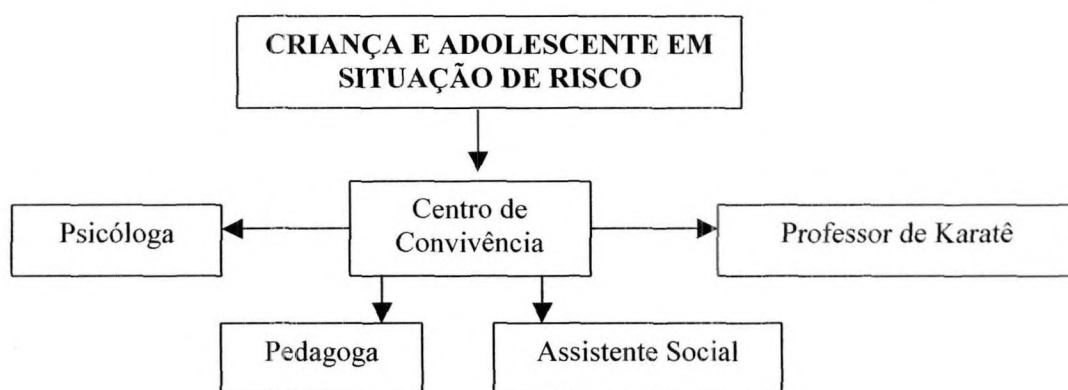 CRIANÇA E ADOLESCENTE EM
SITUAÇÃO DE RISCO
Centro de
Convivência
Psicóloga
Professor de Karatê
Pedagoga
Assistente Social